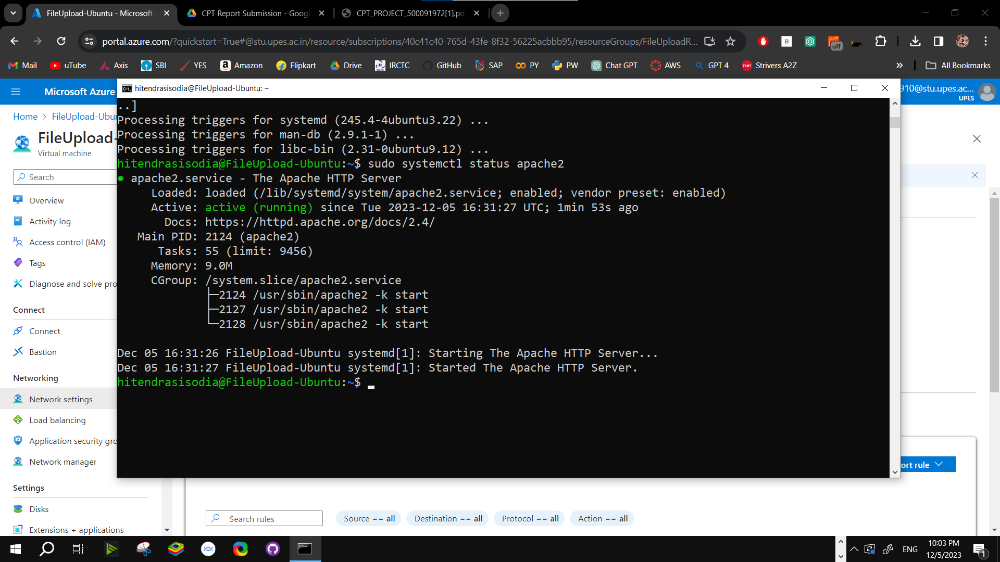 FileUpload-Ubuntu - Microsoft
CPT Report Submission - Googl
CPT_PROJECT_500091972[1].pd
portal.azure.com/?quickstart=True#@stu.upes.ac.in/resource/subscriptions/40c41c40-765d-43fe-8f32-56225acbbb95/resourceGroups/FileUploadR...
B
off
Mail
uTube
Axis
SBI
YES
Amazon
Flipkart
Drive
IRCTC
GitHub
SAP
PY
PW
Chat GPT
AWS
GPT 4
Strivers A2Z
All Bookmarks
Microsoft Azure
910@stu.upes.ac...
UPES
hitendrasisodia@FileUpload-Ubuntu: ~
..]
Processing triggers for systemd (245.4-4ubuntu3.22) ...
Processing triggers for man-db (2.9.1-1) ...
Processing triggers for libc-bin (2.31-0ubuntu9.12) ...
hitendrasisodia@FileUpload-Ubuntu:~$ sudo systemctl status apache2
● apache2.service - The Apache HTTP Server
Loaded: loaded (/lib/systemd/system/apache2.service; enabled; vendor preset: enabled)
Active: active (running) since Tue 2023-12-05 16:31:27 UTC; 1min 53s ago
Docs: https://httpd.apache.org/docs/2.4/
Main PID: 2124 (apache2)
Tasks: 55 (limit: 9456)
Memory: 9.0M
CGroup: /system.slice/apache2.service
├─2124 /usr/sbin/apache2 -k start
├─2127 /usr/sbin/apache2 -k start
└─2128 /usr/sbin/apache2 -k start
Dec 05 16:31:26 FileUpload-Ubuntu systemd[1]: Starting The Apache HTTP Server...
Dec 05 16:31:27 FileUpload-Ubuntu systemd[1]: Started The Apache HTTP Server.
hitendrasisodia@FileUpload-Ubuntu:~$
Home > FileUpload-Ubu
FileUpload-
Virtual machine
Search
Overview
Activity log
Access control (IAM)
Tags
Diagnose and solve pro
Connect
Connect
Bastion
Networking
Network settings
Load balancing
Application security gro
Network manager
Settings
Disks
Extensions + applications
ort rule
Search rules
Source == all
Destination == all
Protocol == all
Action == all
ENG
10:03 PM
12/5/2023
1